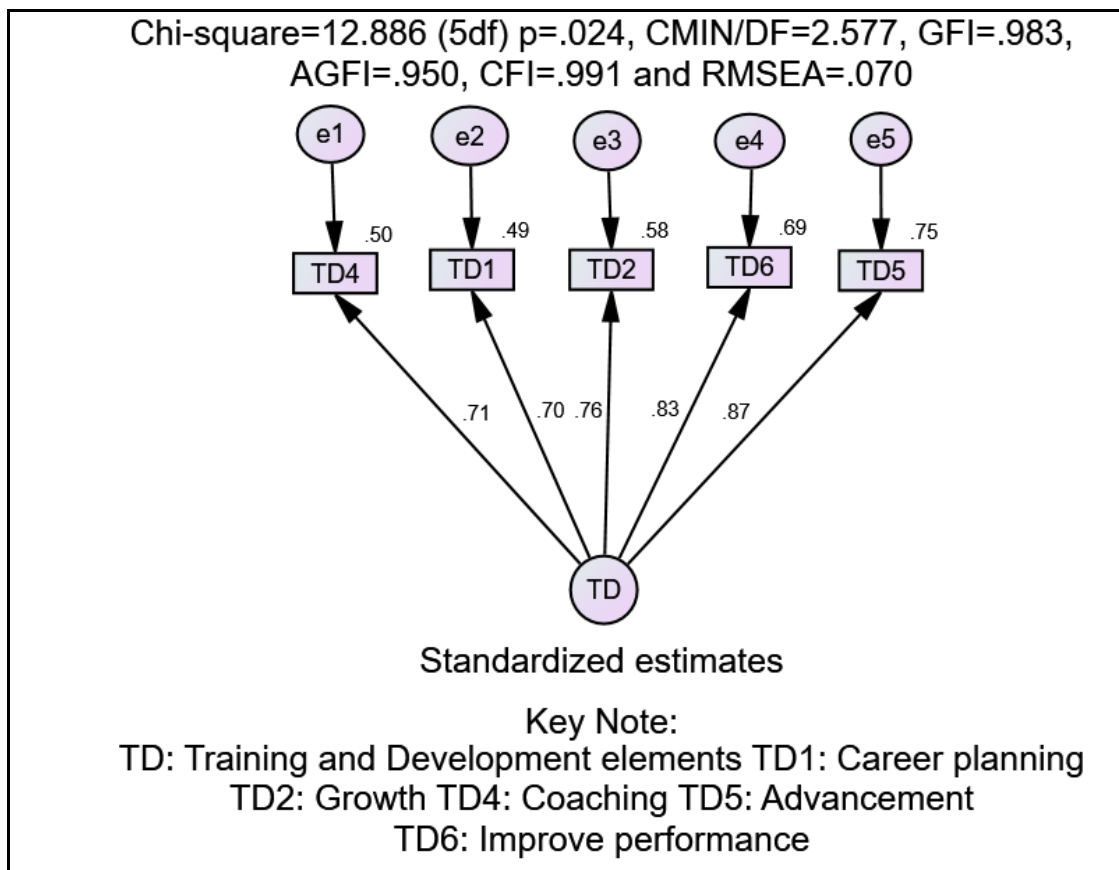 Chi-square=12.886 (5df) p=.024, CMIN/DF=2.577, GFI=.983,
AGFI=.950, CFI=.991 and RMSEA=.070
e1 e2 e3 e4 e5
.50 .49 .58 .69 .75
TD4 TD1 TD2 TD6 TD5
.71 .70 .76 .83 .87
TD
Standardized estimates
Key Note:
TD: Training and Development elements TD1: Career planning
TD2: Growth TD4: Coaching TD5: Advancement
TD6: Improve performance